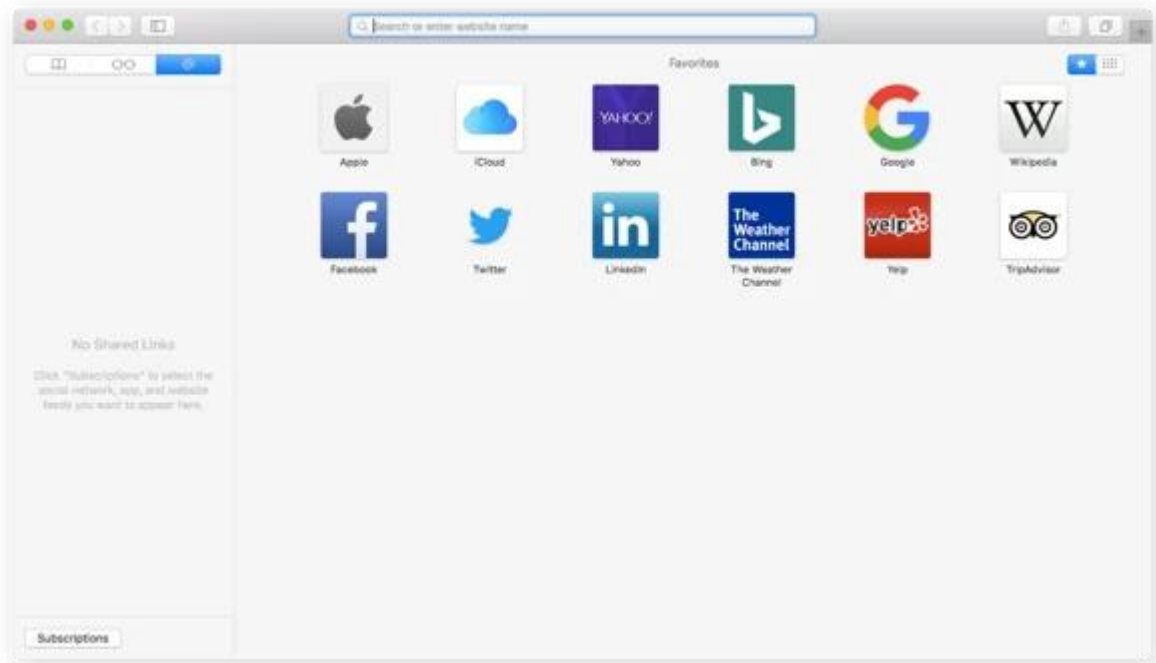 Search or enter website name
Favorites
Apple
iCloud
YAHOO!
Yahoo
Bing
Google
W
Wikipedia
f
Facebook
Twitter
in
LinkedIn
The
Weather
Channel
The Weather
Channel
yelp
Yelp
TripAdvisor
No Shared Links
Click "Subscriptions" to select the
social network, app, and website
feeds you want to appear here.
Subscriptions